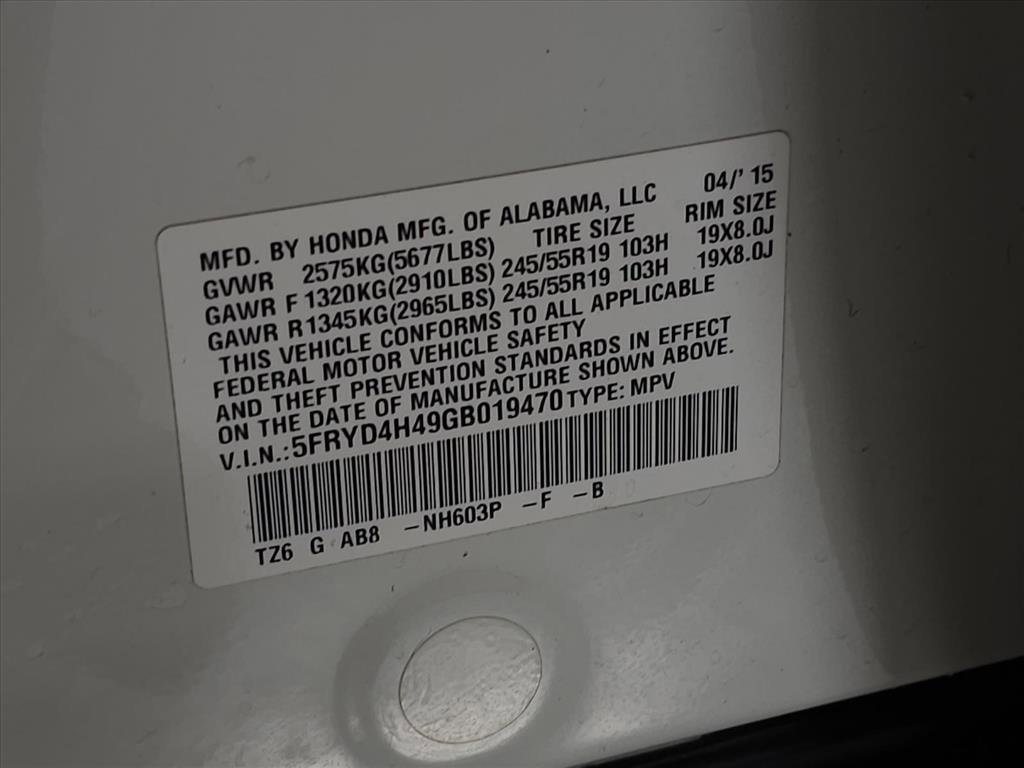 MFD. BY HONDA MFG. OF ALABAMA, LLC 04/' 15
GVWR 2575KG(5677LBS) TIRE SIZE RIM SIZE
GAWR F 1320KG(2910LBS) 245/55R19 103H 19X8.0J
GAWR R1345KG(2965LBS) 245/55R19 103H 19X8.0J
THIS VEHICLE CONFORMS TO ALL APPLICABLE
FEDERAL MOTOR VEHICLE SAFETY
AND THEFT PREVENTION STANDARDS IN EFFECT
ON THE DATE OF MANUFACTURE SHOWN ABOVE.
V.I.N.:5FRYD4H49GB019470 TYPE: MPV
TZ6 G AB8 -NH603P -F -B